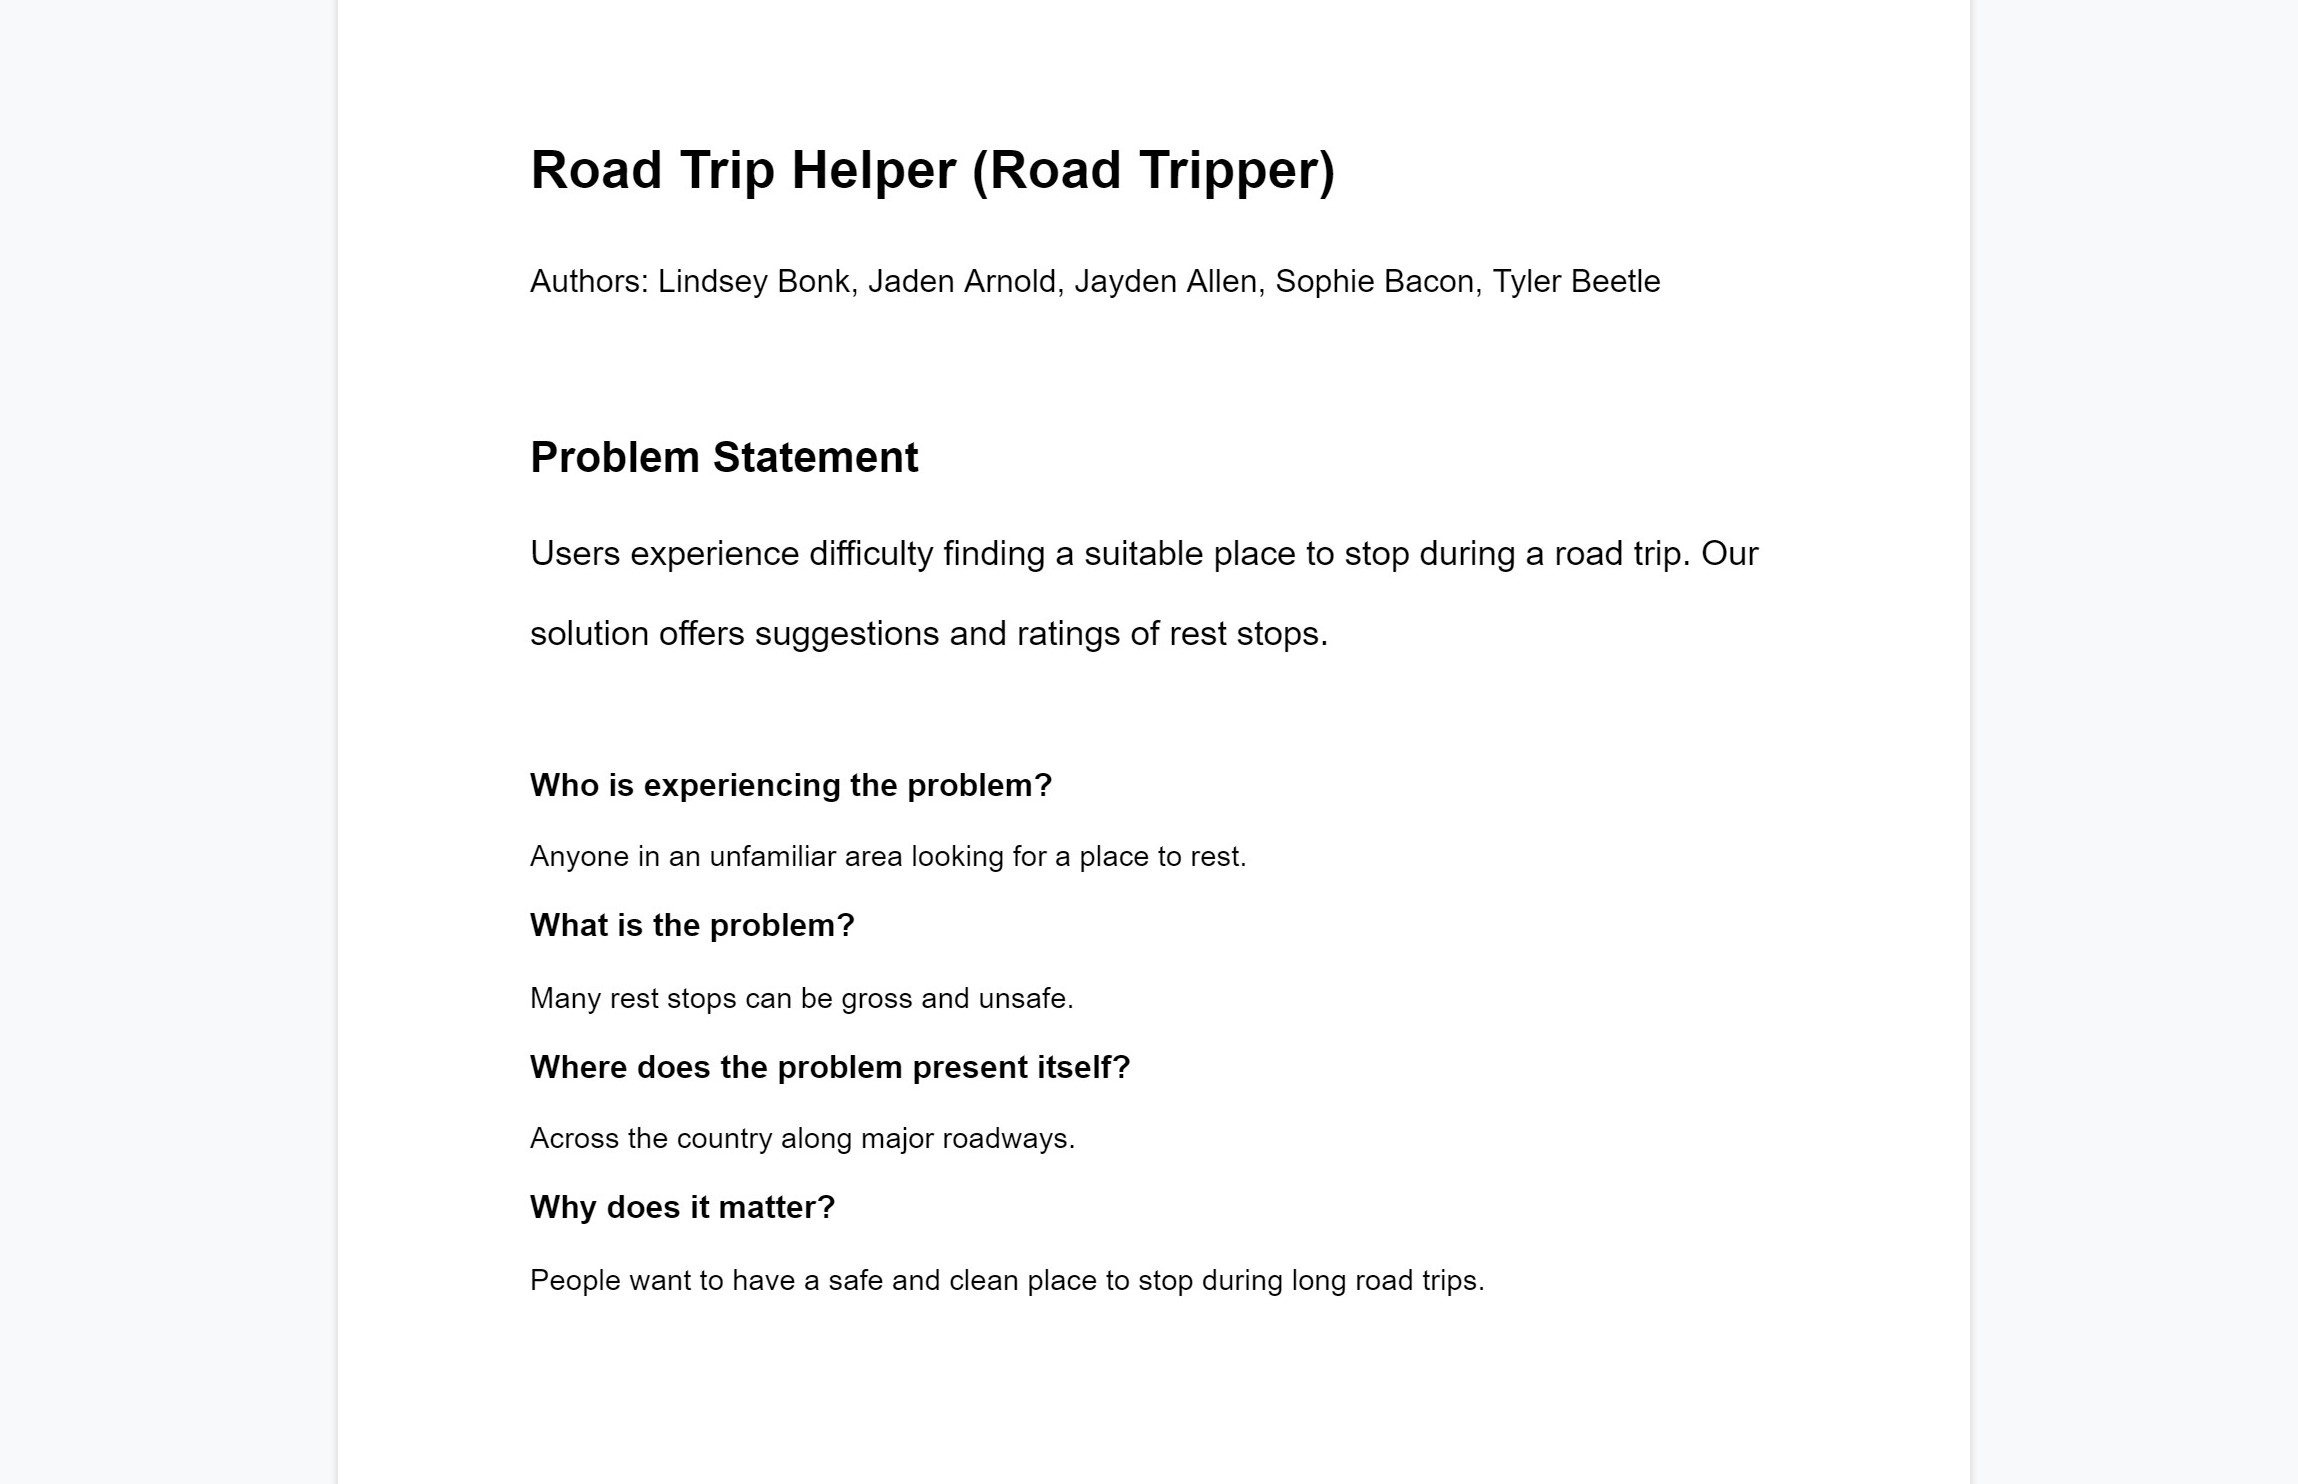 Road Trip Helper (Road Tripper)
Authors: Lindsey Bonk, Jaden Arnold, Jayden Allen, Sophie Bacon, Tyler Beetle
Problem Statement
Users experience difficulty finding a suitable place to stop during a road trip. Our
solution offers suggestions and ratings of rest stops.
Who is experiencing the problem?
Anyone in an unfamiliar area looking for a place to rest.
What is the problem?
Many rest stops can be gross and unsafe.
Where does the problem present itself?
Across the country along major roadways.
Why does it matter?
People want to have a safe and clean place to stop during long road trips.